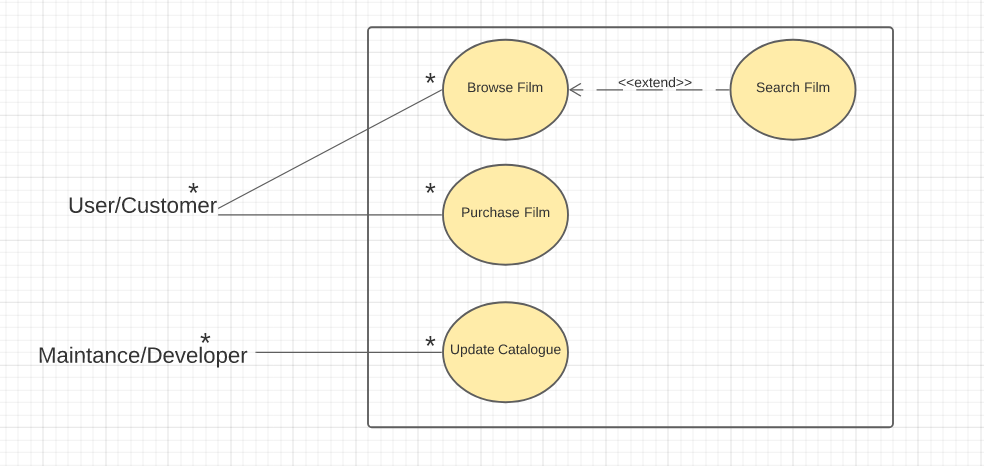 *
Browse Film
<<extend>>
Search Film
*
User/Customer
*
Purchase Film
*
Maintance/Developer
*
Update Catalogue